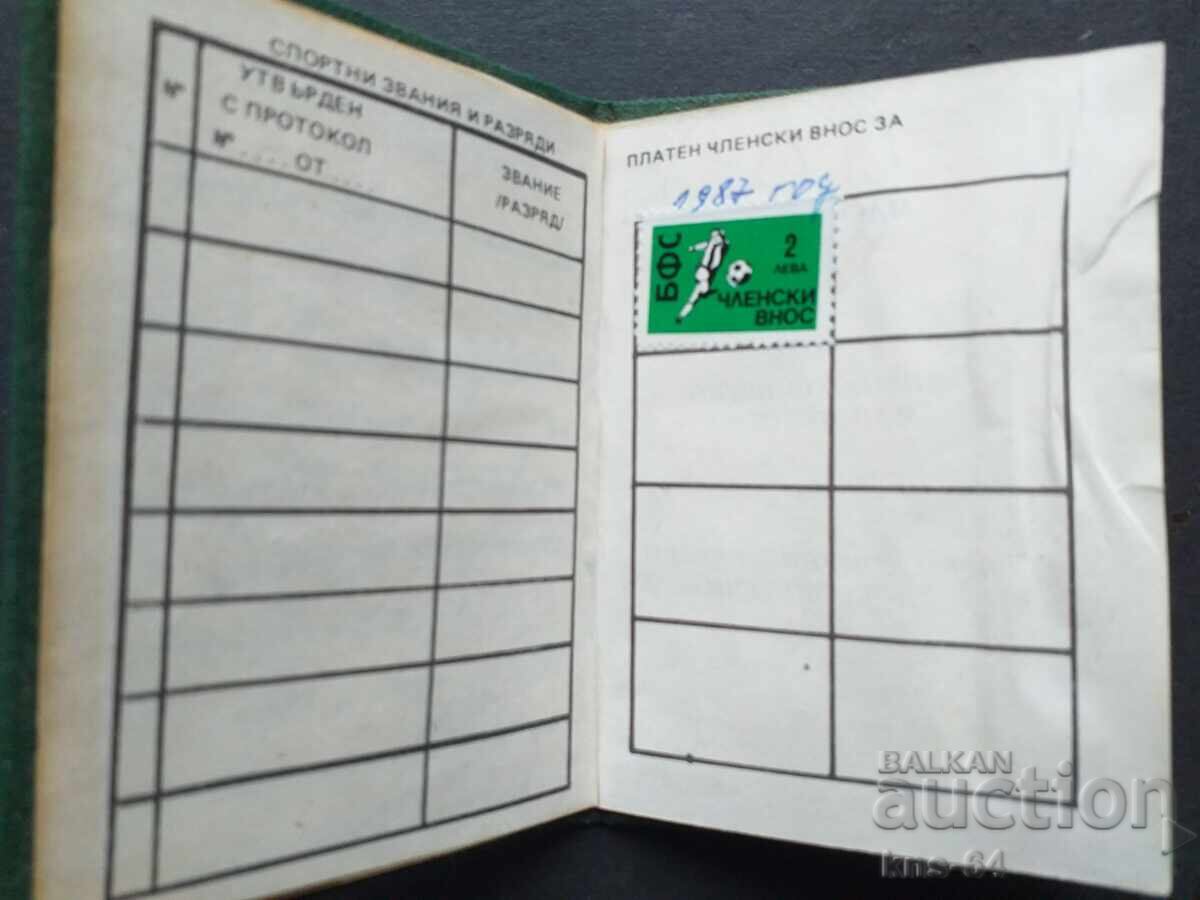 СПОРТНИ ЗВАНИЯ И РАЗРЯДИ
№
УТВЪРДЕН
С ПРОТОКОЛ
№....ОТ....
ЗВАНИЕ
/РАЗРЯД/
ПЛАТЕН ЧЛЕНСКИ ВНОС ЗА
1987 год
БФС
2
ЛЕВА
ЧЛЕНСКИ
ВНОС
BALKAN
auction
kns-64